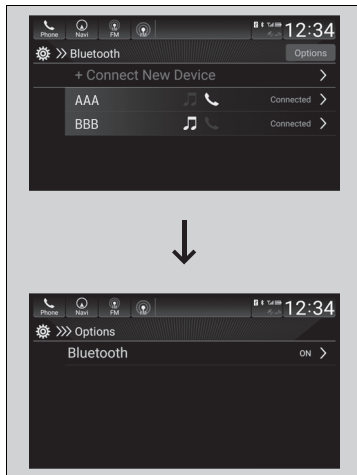 Phone Navi FM 12:34
Bluetooth Options
+ Connect New Device
AAA Connected
BBB Connected
Phone Navi FM 12:34
Options
Bluetooth ON